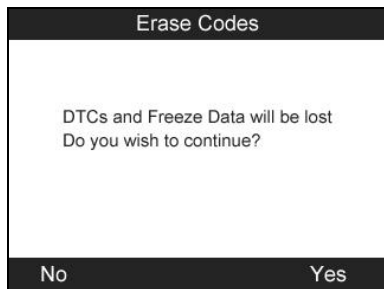 Erase Codes
DTCs and Freeze Data will be lost
Do you wish to continue?
No Yes